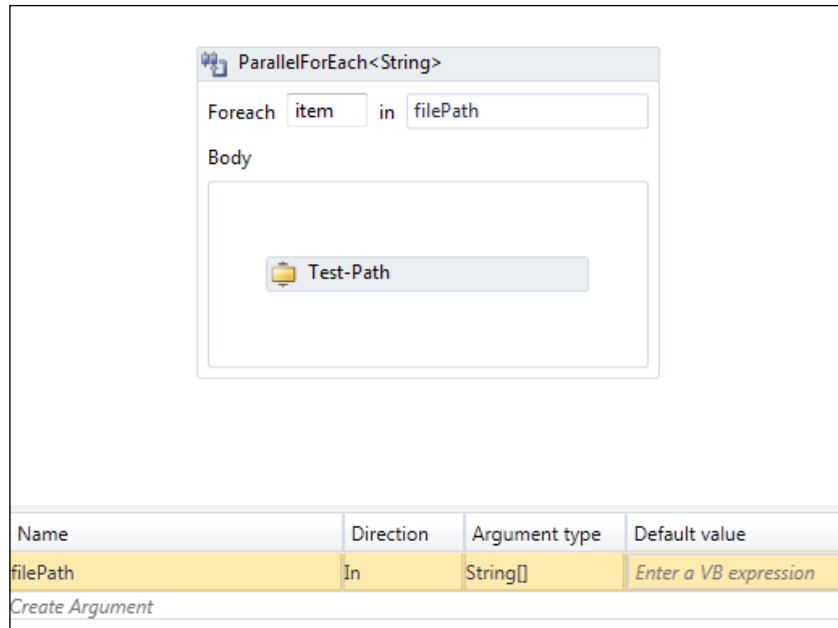 ParallelForEach<String>
Foreach item in filePath
Body
Test-Path
Name Direction Argument type Default value
filePath In String[] Enter a VB expression
Create Argument